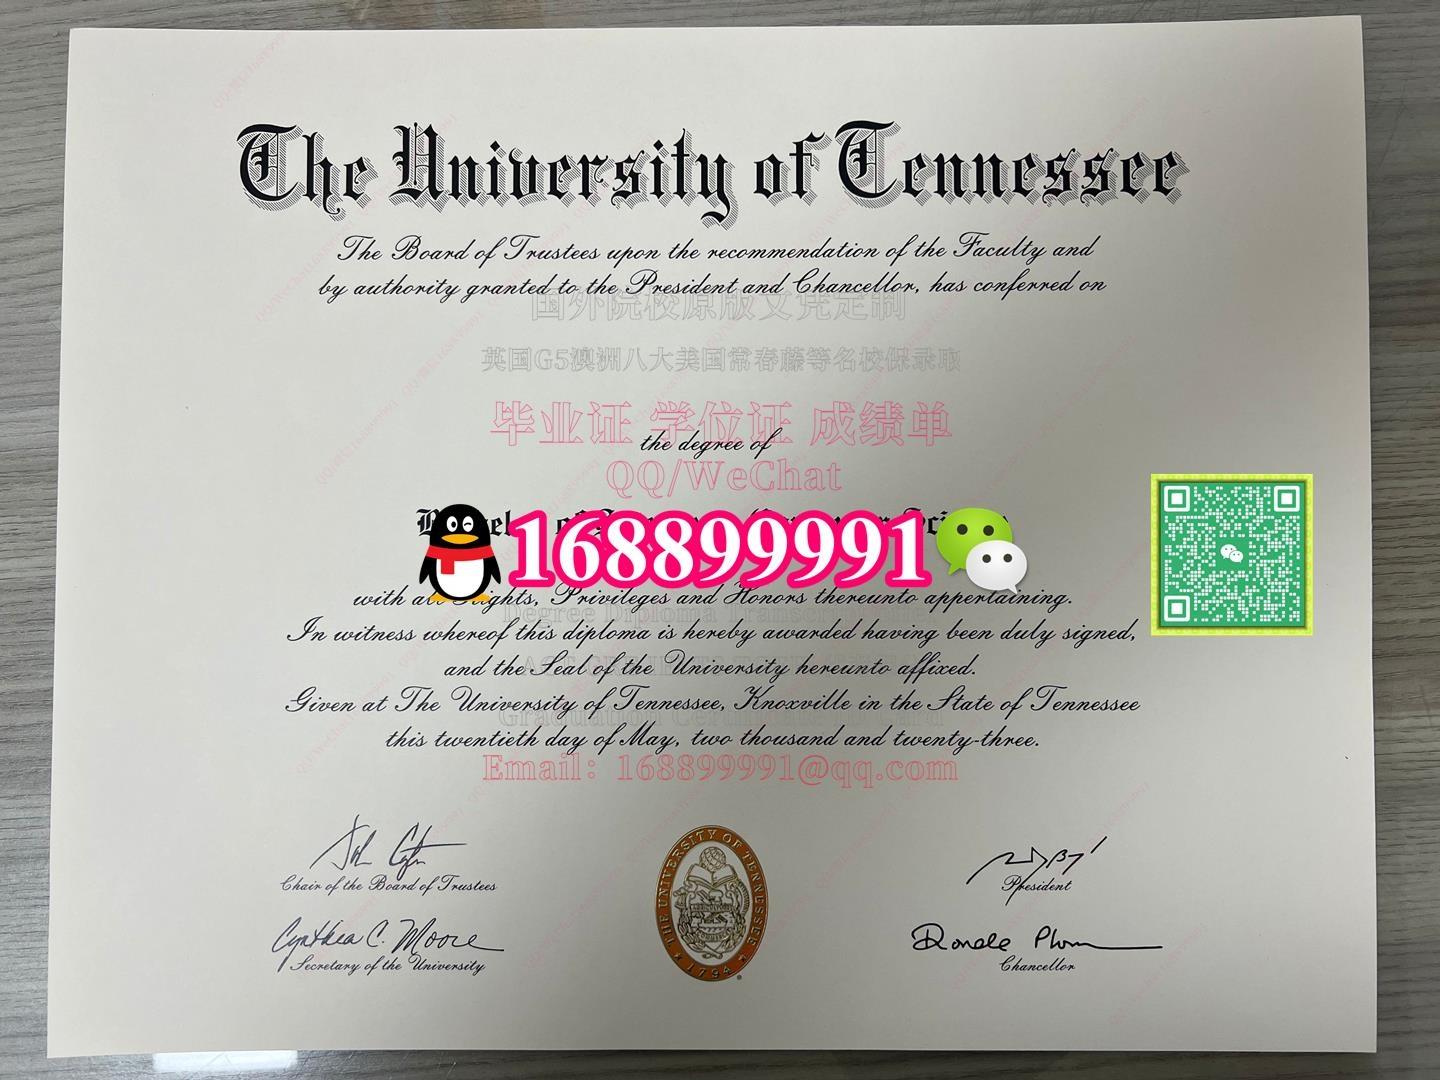 The University of Tennessee
The Board of Trustees upon the recommendation of the Faculty and
by authority granted to the President and Chancellor, has conferred on
国外院校原版文凭定制
英国G5澳洲八大美国常春藤等名校保录取
毕业证 学位证 成绩单
the degree of
QQ/WeChat
168899991
with all Rights, Privileges and Honors thereunto appertaining.
Degree Diploma Transcript
In witness whereof this diploma is hereby awarded having been duly signed,
and the Seal of the University hereunto affixed.
Given at The University of Tennessee, Knoxville in the State of Tennessee
Graduation
this twentieth day of May, two thousand and twenty-three.
Email：168899991@qq.com
Chair of the Board of Trustees
President
Cynthia C. Moore
Secretary of the University
Chancellor
THE UNIVERSITY OF TENNESSEE
1794